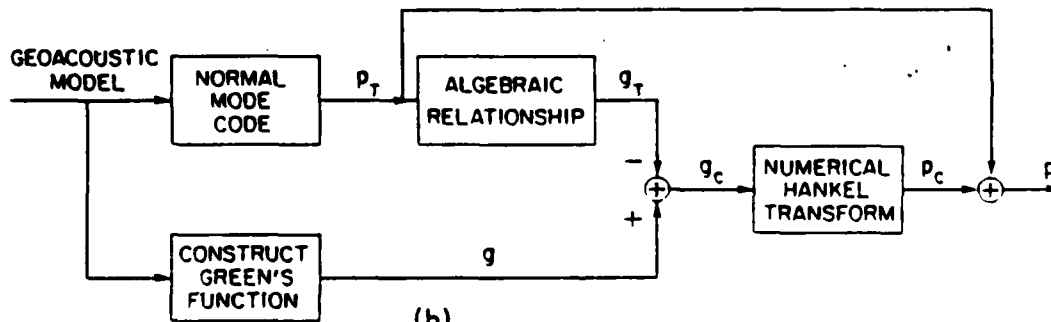 GEOACOUSTIC
MODEL
NORMAL
MODE
CODE
p_T
ALGEBRAIC
RELATIONSHIP
g_T
−
+
+
g_c
NUMERICAL
HANKEL
TRANSFORM
p_c
+
p
CONSTRUCT
GREEN'S
FUNCTION
g
(b)